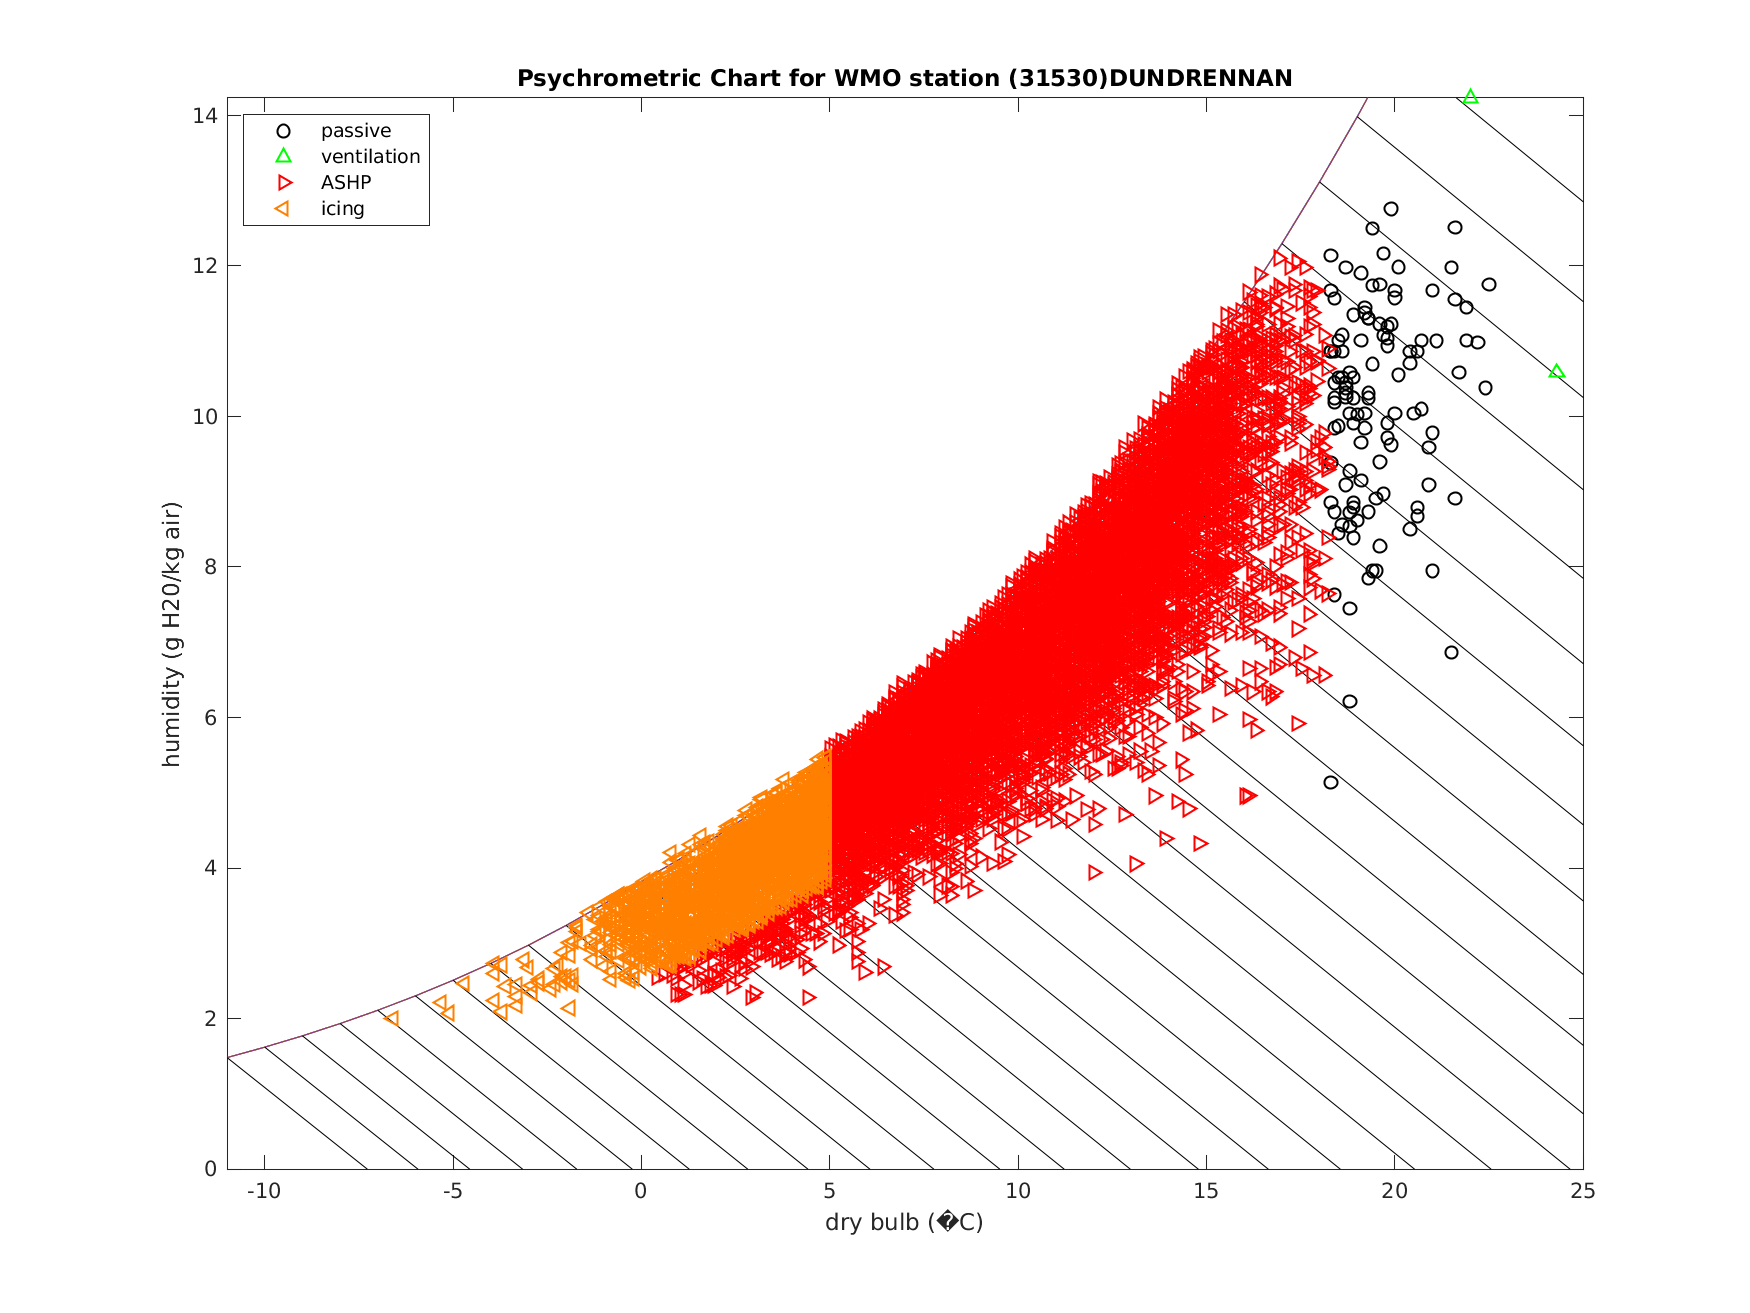 Psychrometric Chart for WMO station (31530)DUNDRENNAN
passive
ventilation
ASHP
icing
14
12
10
8
6
4
2
0
humidity (g H20/kg air)
-10 -5 0 5 10 15 20 25
dry bulb (�C)